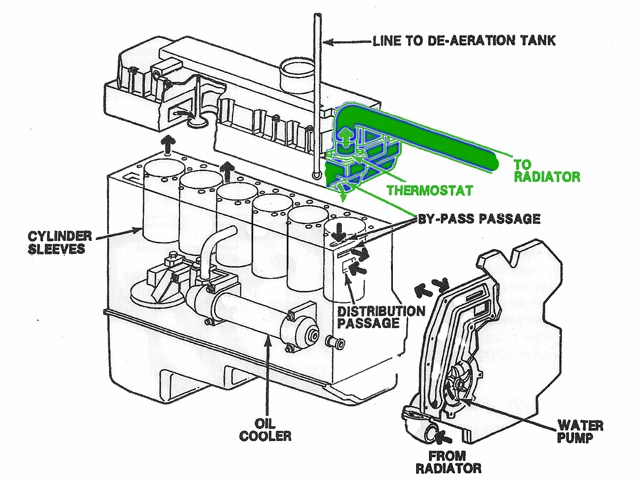 LINE TO DE-AERATION TANK
TO
RADIATOR
THERMOSTAT
BY-PASS PASSAGE
CYLINDER
SLEEVES
DISTRIBUTION
PASSAGE
OIL
COOLER
WATER
PUMP
FROM
RADIATOR